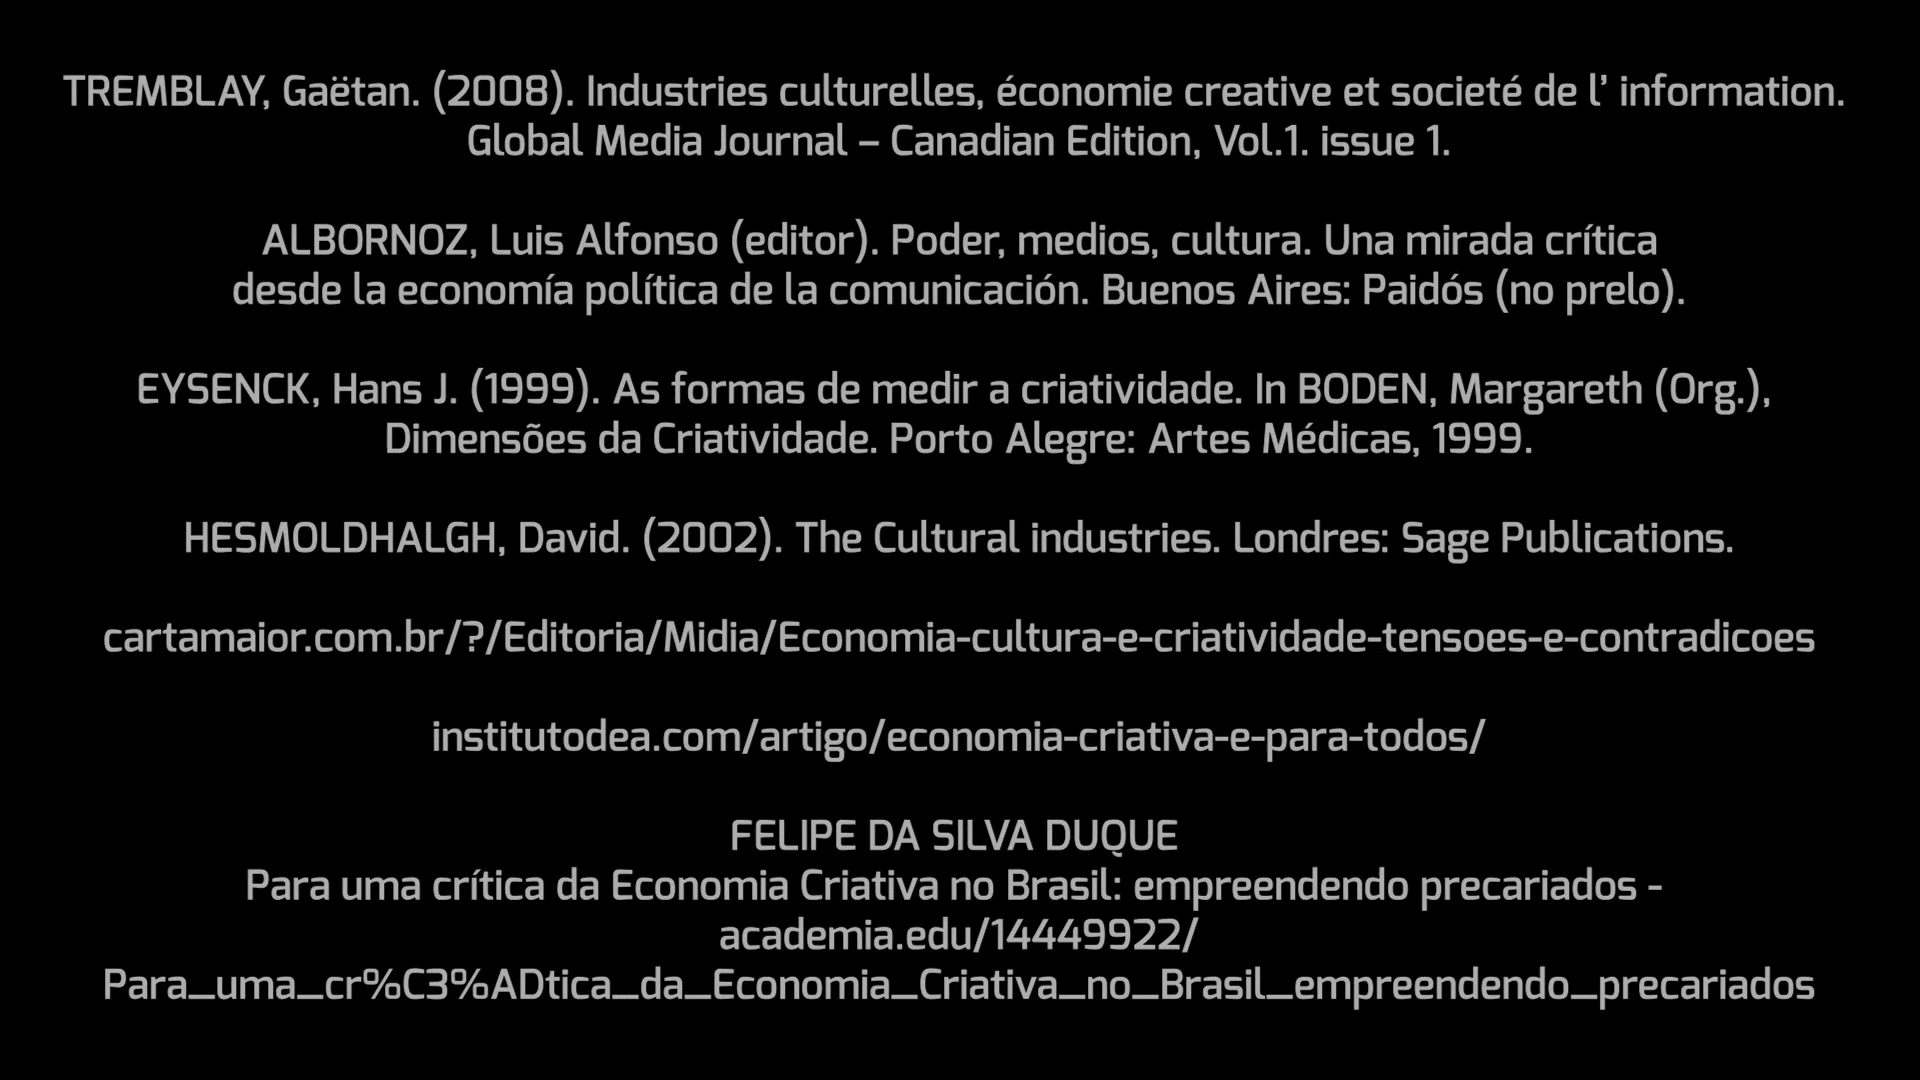 TREMBLAY, Gaëtan. (2008). Industries culturelles, économie creative et societé de l’ information.
Global Media Journal – Canadian Edition, Vol.1. issue 1.
ALBORNOZ, Luis Alfonso (editor). Poder, medios, cultura. Una mirada crítica
desde la economía política de la comunicación. Buenos Aires: Paidós (no prelo).
EYSENCK, Hans J. (1999). As formas de medir a criatividade. In BODEN, Margareth (Org.),
Dimensões da Criatividade. Porto Alegre: Artes Médicas, 1999.
HESMOLDHALGH, David. (2002). The Cultural industries. Londres: Sage Publications.
cartamaior.com.br/?/Editoria/Midia/Economia-cultura-e-criatividade-tensoes-e-contradicoes
institutodea.com/artigo/economia-criativa-e-para-todos/
FELIPE DA SILVA DUQUE
Para uma crítica da Economia Criativa no Brasil: empreendendo precariados -
academia.edu/14449922/
Para_uma_cr%C3%ADtica_da_Economia_Criativa_no_Brasil_empreendendo_precariados